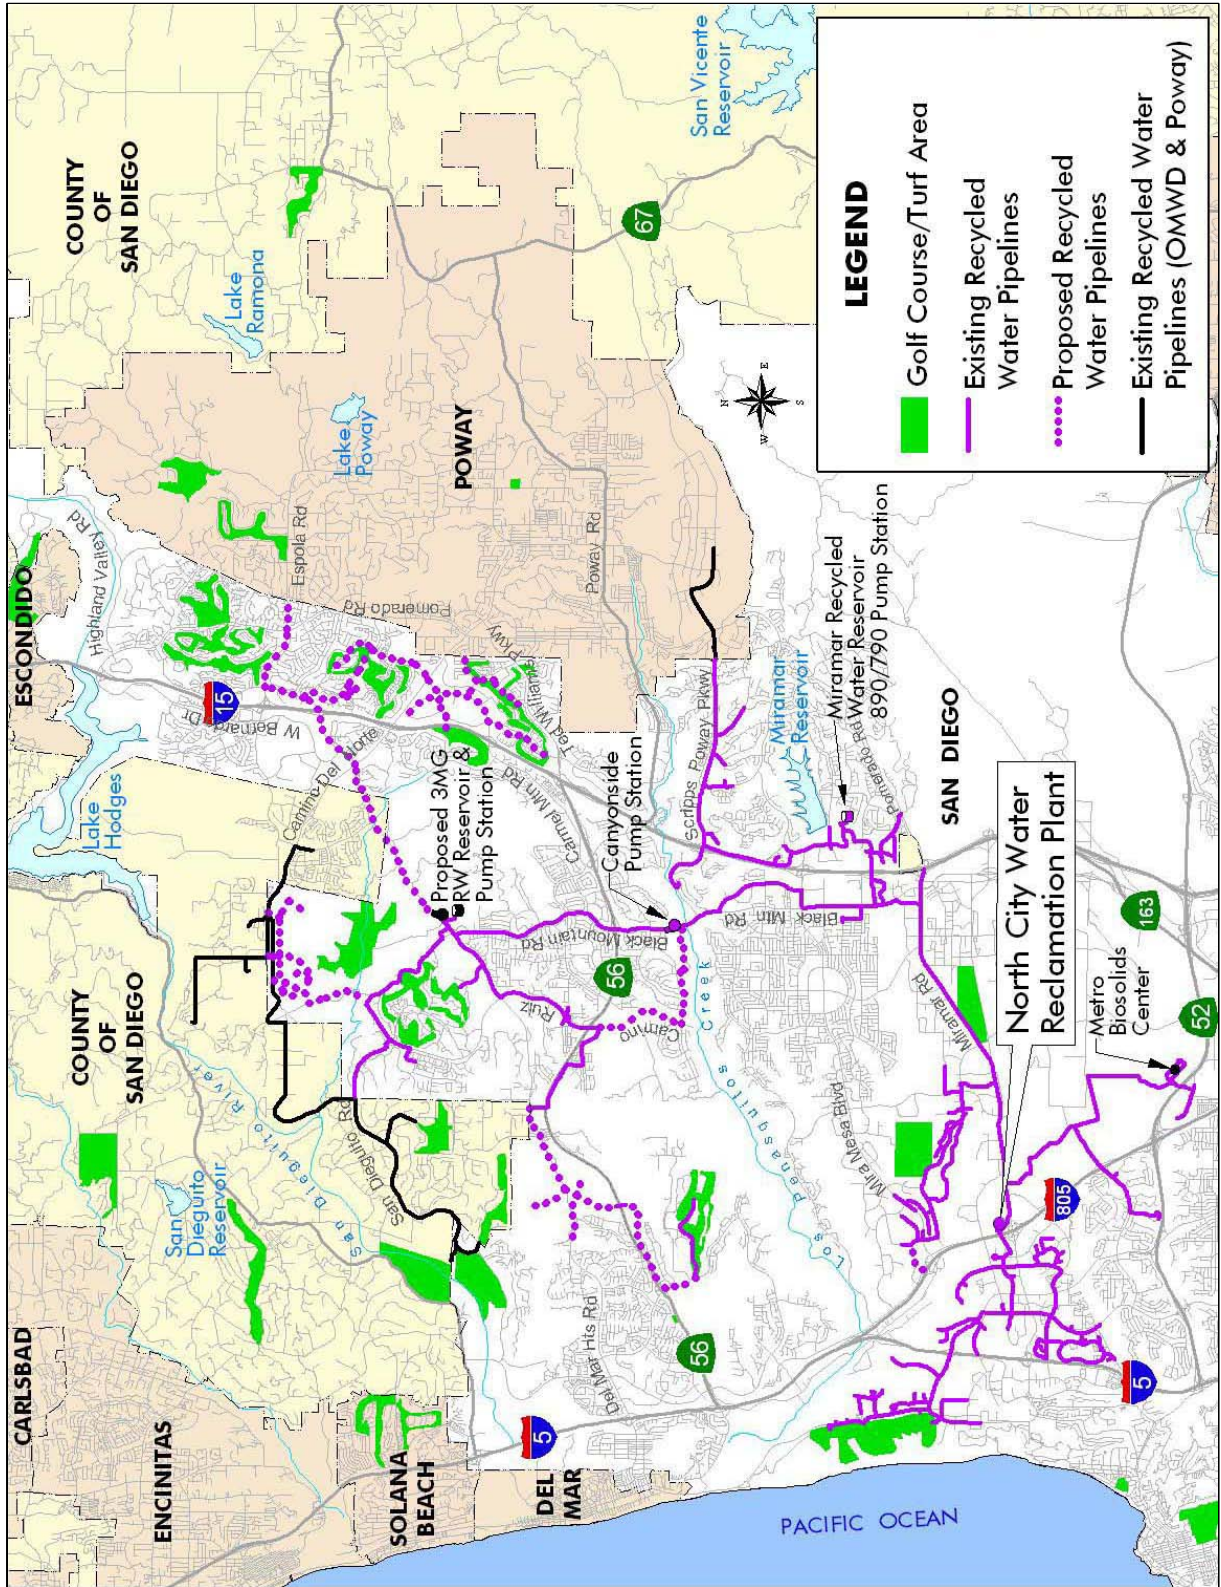 CARLSBAD
ENCINITAS
SOLANA
BEACH
DEL
MAR
PACIFIC OCEAN
COUNTY
OF
SAN DIEGO
San
Dieguito
Reservoir
San Dieguito River
San Dieguito Rd
Del Mar Hts Rd
5
56
Lake
Hodges
ESCONDIDO
Highland Valley Rd
15
W Bernardo Dr
Camino Del Norte
Proposed 3MG
RW Reservoir &
Pump Station
Carmel Mtn Rd
Ted Williams Pkwy
Pomerado Rd
Espola Rd
Canyonside
Pump Station
Black Mountain Rd
Camino Ruiz
56
Los Penasquitos Creek
Black Mtn Rd
Mira Mesa Blvd
Miramar Rd
COUNTY
OF
SAN DIEGO
Lake
Ramona
Lake
Poway
POWAY
Poway Rd
Scripps Poway Pkwy
Miramar
Reservoir
Miramar Recycled
Water Reservoir
890/790 Pump Station
Pomerado Rd
SAN DIEGO
North City Water
Reclamation Plant
Metro
Biosolids
Center
805
5
52
163
67
San Vicente
Reservoir
N
E
S
W
LEGEND
Golf Course/Turf Area
Existing Recycled
Water Pipelines
Proposed Recycled
Water Pipelines
Existing Recycled Water
Pipelines (OMWD & Poway)